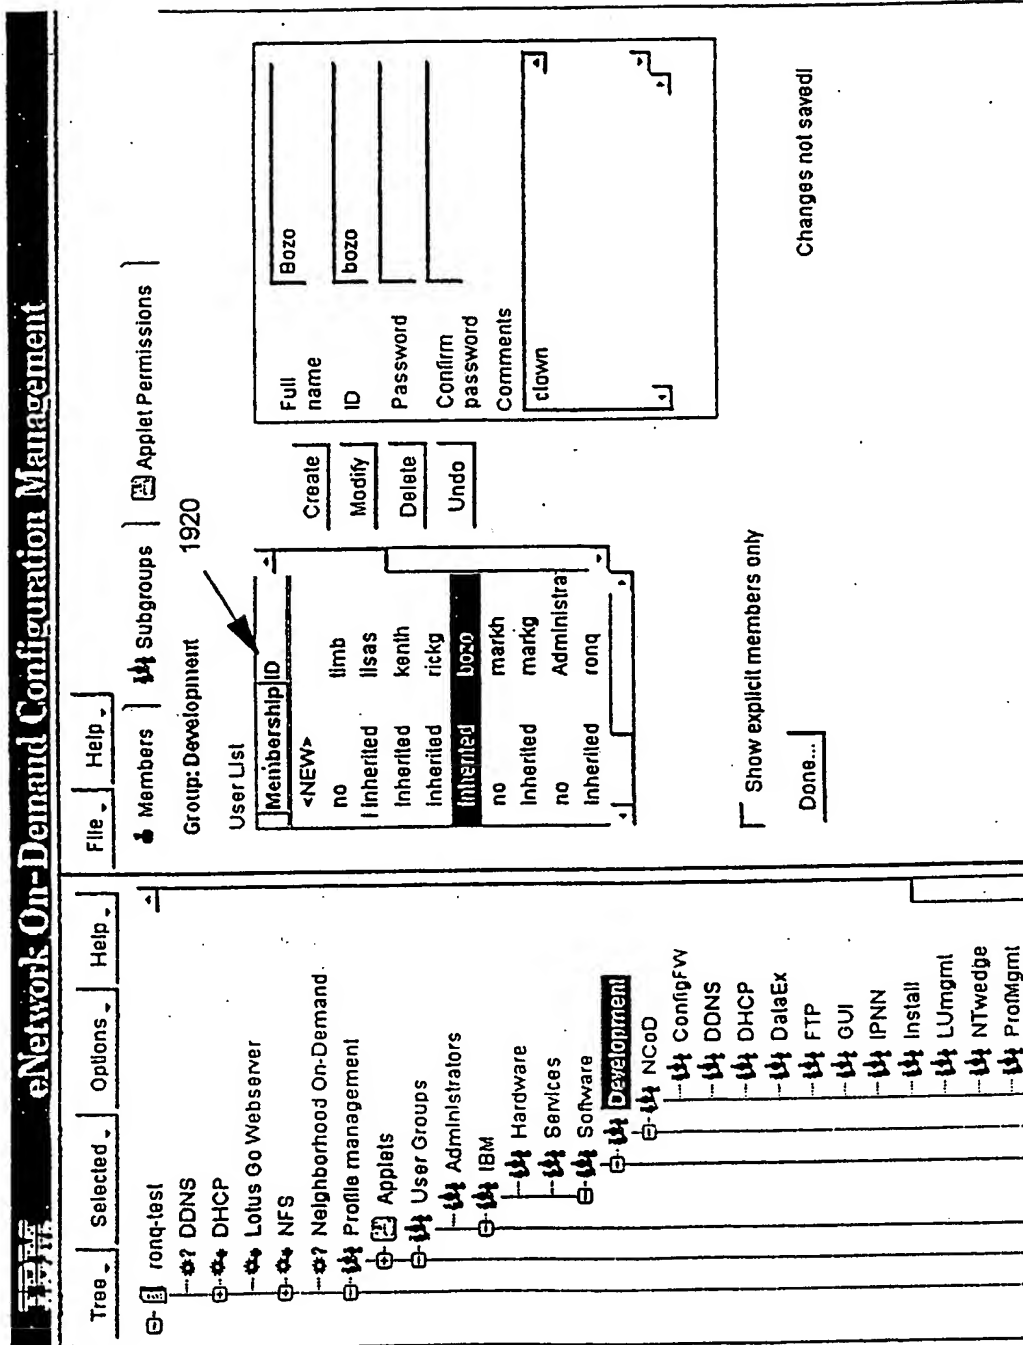 IBM eNetwork On-Demand Configuration Management
Tree Selected Options Help
ronq-test
DDNS
DHCP
Lotus Go Webserver
NFS
Neighborhood On-Demand
Profile management
Applets
User Groups
Administrators
IBM
Hardware
Services
Software
Development
NCoD
ConfigFW
DDNS
DHCP
DataEx
FTP
GUI
IPNN
Install
LUmgmt
NTwedge
ProfMgmt
File Help
Members Subgroups Applet Permissions
Group: Development
1920
User List
Membership ID
<NEW>
no timb
Inherited lisas
Inherited kenth
Inherited rickg
Inherited bozo
no markh
Inherited markg
no Administra
Inherited ronq
Create
Modify
Delete
Undo
Full name Bozo
ID bozo
Password
Confirm password
Comments
clown
Show explicit members only
Done...
Changes not saved!